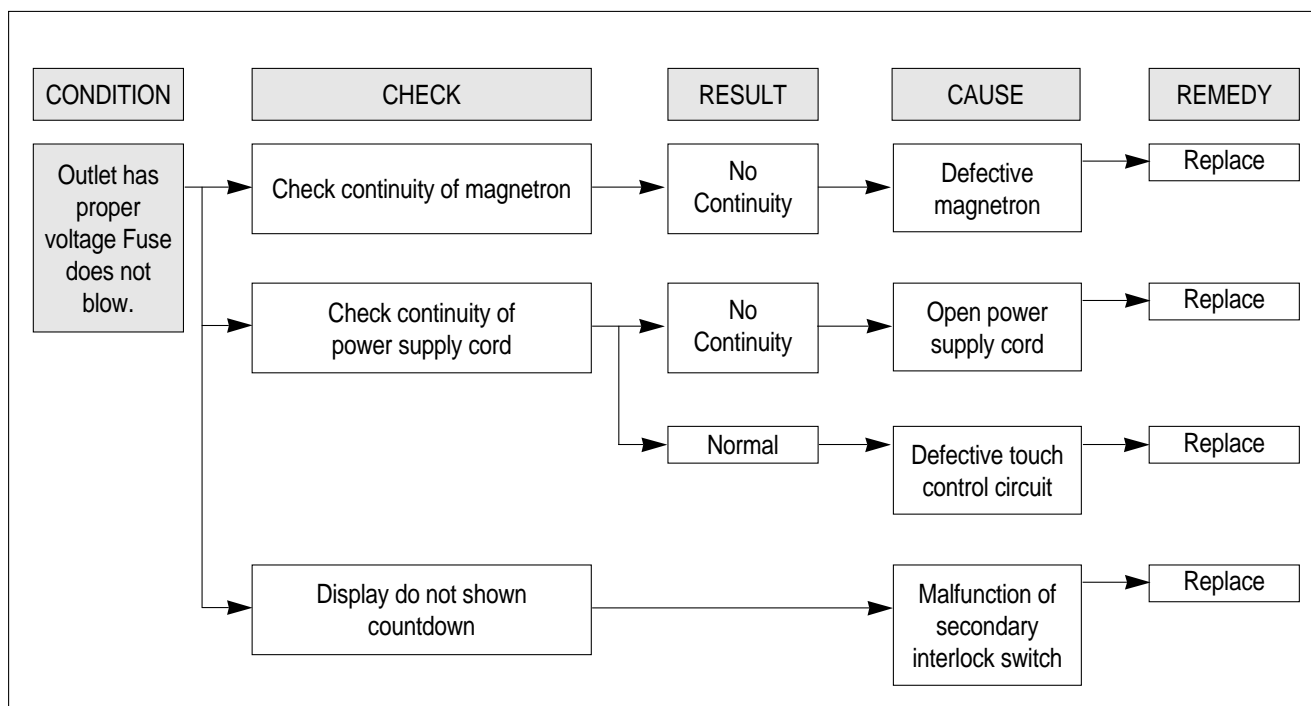 CONDITION
CHECK
RESULT
CAUSE
REMEDY
Outlet has
proper
voltage Fuse
does not
blow.
Check continuity of magnetron
No
Continuity
Defective
magnetron
Replace
Check continuity of
power supply cord
No
Continuity
Open power
supply cord
Replace
Normal
Defective touch
control circuit
Replace
Display do not shown
countdown
Malfunction of
secondary
interlock switch
Replace